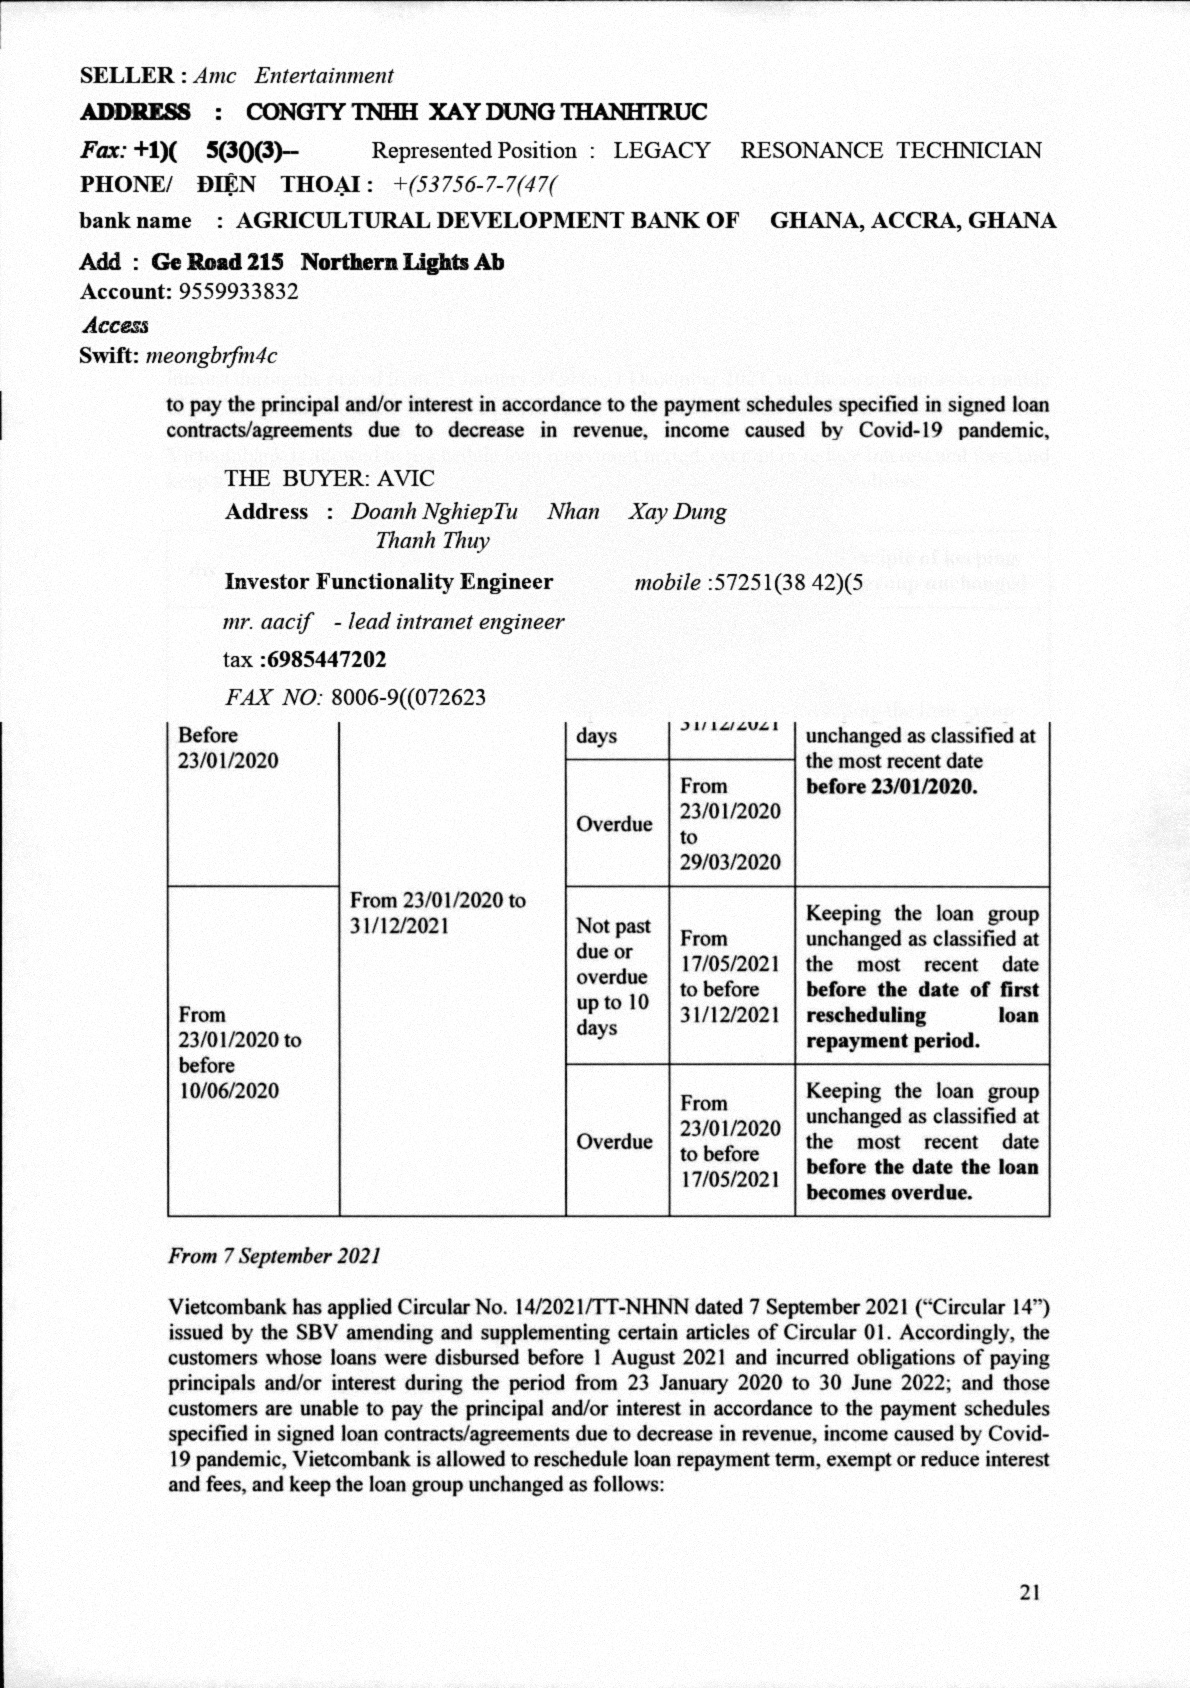 SELLER : Amc Entertainment
ADDRESS : CONGTY TNHH XAY DUNG THANHTRUC
Fax: +1)( 5(3()(3)-- Represented Position : LEGACY RESONANCE TECHNICIAN
PHONE/ ĐIỆN THOẠI : +(53756-7-7(47(
bank name : AGRICULTURAL DEVELOPMENT BANK OF GHANA, ACCRA, GHANA
Add : Ge Road 215 Northern Lights Ab
Account: 9559933832
Access
Swift: meongbrfm4c
to pay the principal and/or interest in accordance to the payment schedules specified in signed loan
contracts/agreements due to decrease in revenue, income caused by Covid-19 pandemic,
THE BUYER: AVIC
Address : Doanh NghiepTu Nhan Xay Dung
Thanh Thuy
Investor Functionality Engineer mobile :57251(38 42)(5
mr. aacif - lead intranet engineer
tax :6985447202
FAX NO: 8006-9((072623
Before
23/01/2020
days
31/12/2021
unchanged as classified at
the most recent date
before 23/01/2020.
Overdue
From
23/01/2020
to
29/03/2020
From 23/01/2020 to
31/12/2021
From
23/01/2020 to
before
10/06/2020
Not past
due or
overdue
up to 10
days
From
17/05/2021
to before
31/12/2021
Keeping the loan group
unchanged as classified at
the most recent date
before the date of first
rescheduling loan
repayment period.
Overdue
From
23/01/2020
to before
17/05/2021
Keeping the loan group
unchanged as classified at
the most recent date
before the date the loan
becomes overdue.
From 7 September 2021
Vietcombank has applied Circular No. 14/2021/TT-NHNN dated 7 September 2021 (“Circular 14”)
issued by the SBV amending and supplementing certain articles of Circular 01. Accordingly, the
customers whose loans were disbursed before 1 August 2021 and incurred obligations of paying
principals and/or interest during the period from 23 January 2020 to 30 June 2022; and those
customers are unable to pay the principal and/or interest in accordance to the payment schedules
specified in signed loan contracts/agreements due to decrease in revenue, income caused by Covid-
19 pandemic, Vietcombank is allowed to reschedule loan repayment term, exempt or reduce interest
and fees, and keep the loan group unchanged as follows:
21